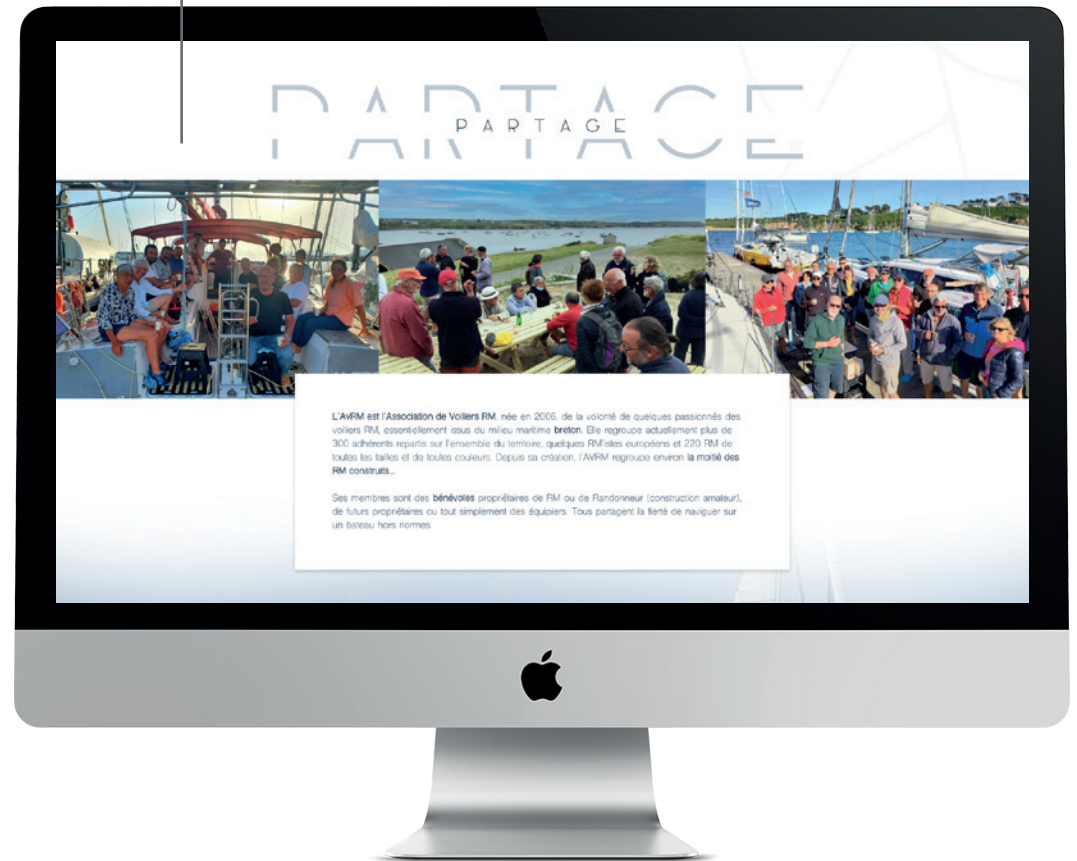 PARTAGE
PARTAGE
L'AVRM est l'Association de Voiliers RM, née en 2006, de la volonté de quelques passionnés des
voiliers RM, essentiellement issus du milieu maritime breton. Elle regroupe actuellement plus de
300 adhérents repartis sur l'ensemble du territoire, quelques RM'istes européens et 220 RM de
toutes les tailles et de toutes couleurs. Depuis sa création, l'AVRM regroupe environ la moitié des
RM construits...
Ses membres sont des bénévoles propriétaires de RM ou de Randonneur (construction amateur),
de futurs propriétaires ou tout simplement des équipiers. Tous partagent la fierté de naviguer sur
un bateau hors normes.